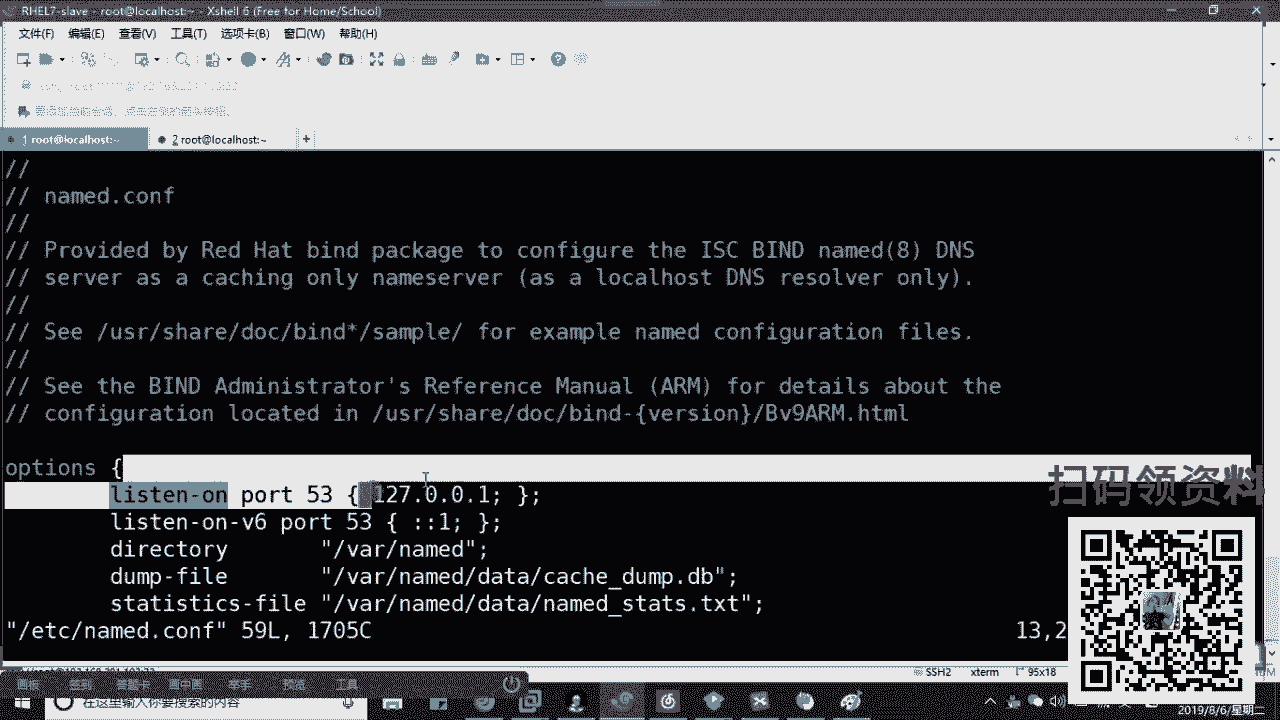 RHEL7-slave - root@localhost:~ - Xshell 6 (Free for Home/School)
文件(F) 编辑(E) 查看(V) 工具(T) 选项卡(B) 窗口(W) 帮助(H)
1 root@localhost:~ 2 root@localhost:~ +
//
// named.conf
//
// Provided by Red Hat bind package to configure the ISC BIND named(8) DNS
// server as a caching only nameserver (as a localhost DNS resolver only).
//
// See /usr/share/doc/bind*/sample/ for example named configuration files.
//
// See the BIND Administrator's Reference Manual (ARM) for details about the
// configuration located in /usr/share/doc/bind-{version}/Bv9ARM.html
options {
listen-on port 53 { 127.0.0.1; };
listen-on-v6 port 53 { ::1; };
directory "/var/named";
dump-file "/var/named/data/cache_dump.db";
statistics-file "/var/named/data/named_stats.txt";
"/etc/named.conf" 59L, 1705C 13,2
扫码领资料
SSH2 xterm 95x18
在这里输入你要搜索的内容
2019/8/6/星期二